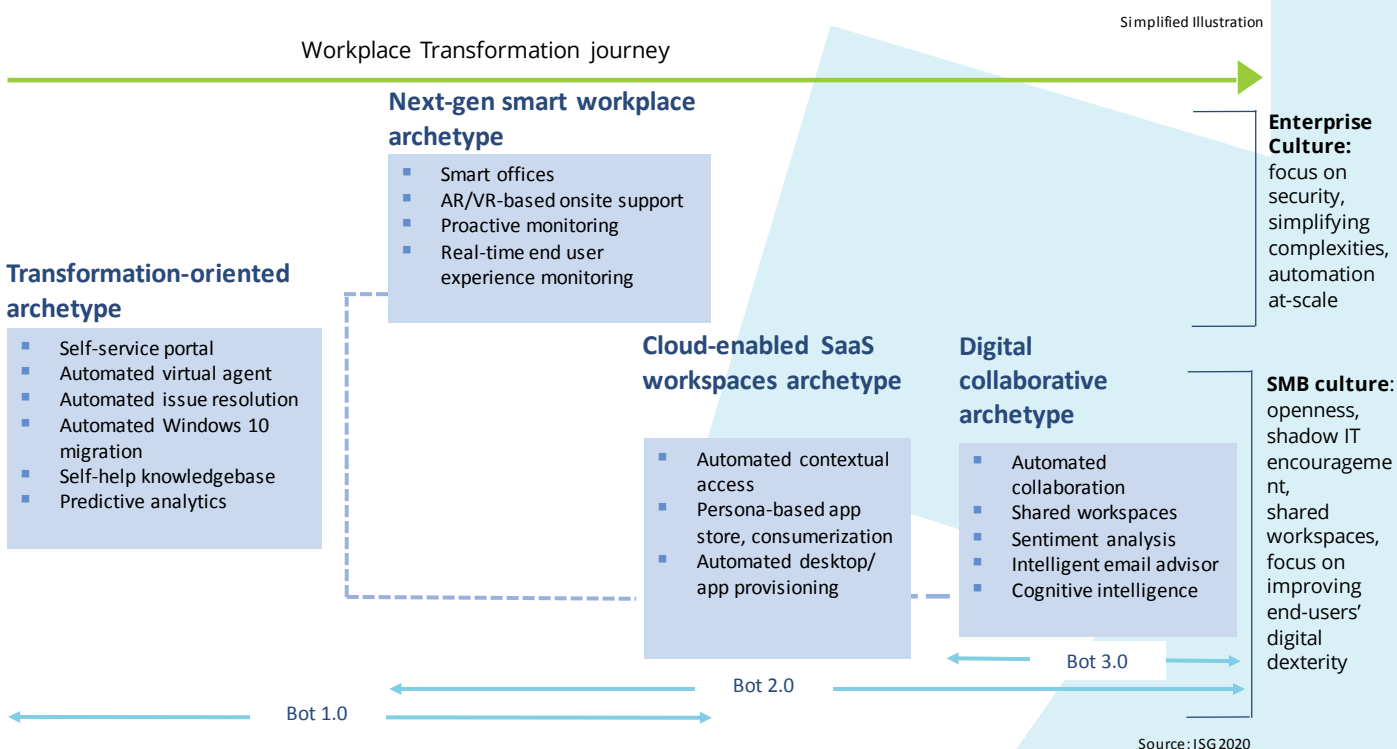 Simplified Illustration
Workplace Transformation journey
Next-gen smart workplace
archetype
Smart offices
AR/VR-based onsite support
Proactive monitoring
Real-time end user
experience monitoring
Enterprise
Culture:
focus on
security,
simplifying
complexities,
automation
at-scale
Transformation-oriented
archetype
Self-service portal
Automated virtual agent
Automated issue resolution
Automated Windows 10
migration
Self-help knowledgebase
Predictive analytics
Cloud-enabled SaaS
workspaces archetype
Automated contextual
access
Persona-based app
store, consumerization
Automated desktop/
app provisioning
Digital
collaborative
archetype
Automated
collaboration
Shared workspaces
Sentiment analysis
Intelligent email advisor
Cognitive intelligence
SMB culture:
openness,
shadow IT
encourageme
nt,
shared
workspaces,
focus on
improving
end-users’
digital
dexterity
Bot 3.0
Bot 2.0
Bot 1.0
Source: ISG 2020